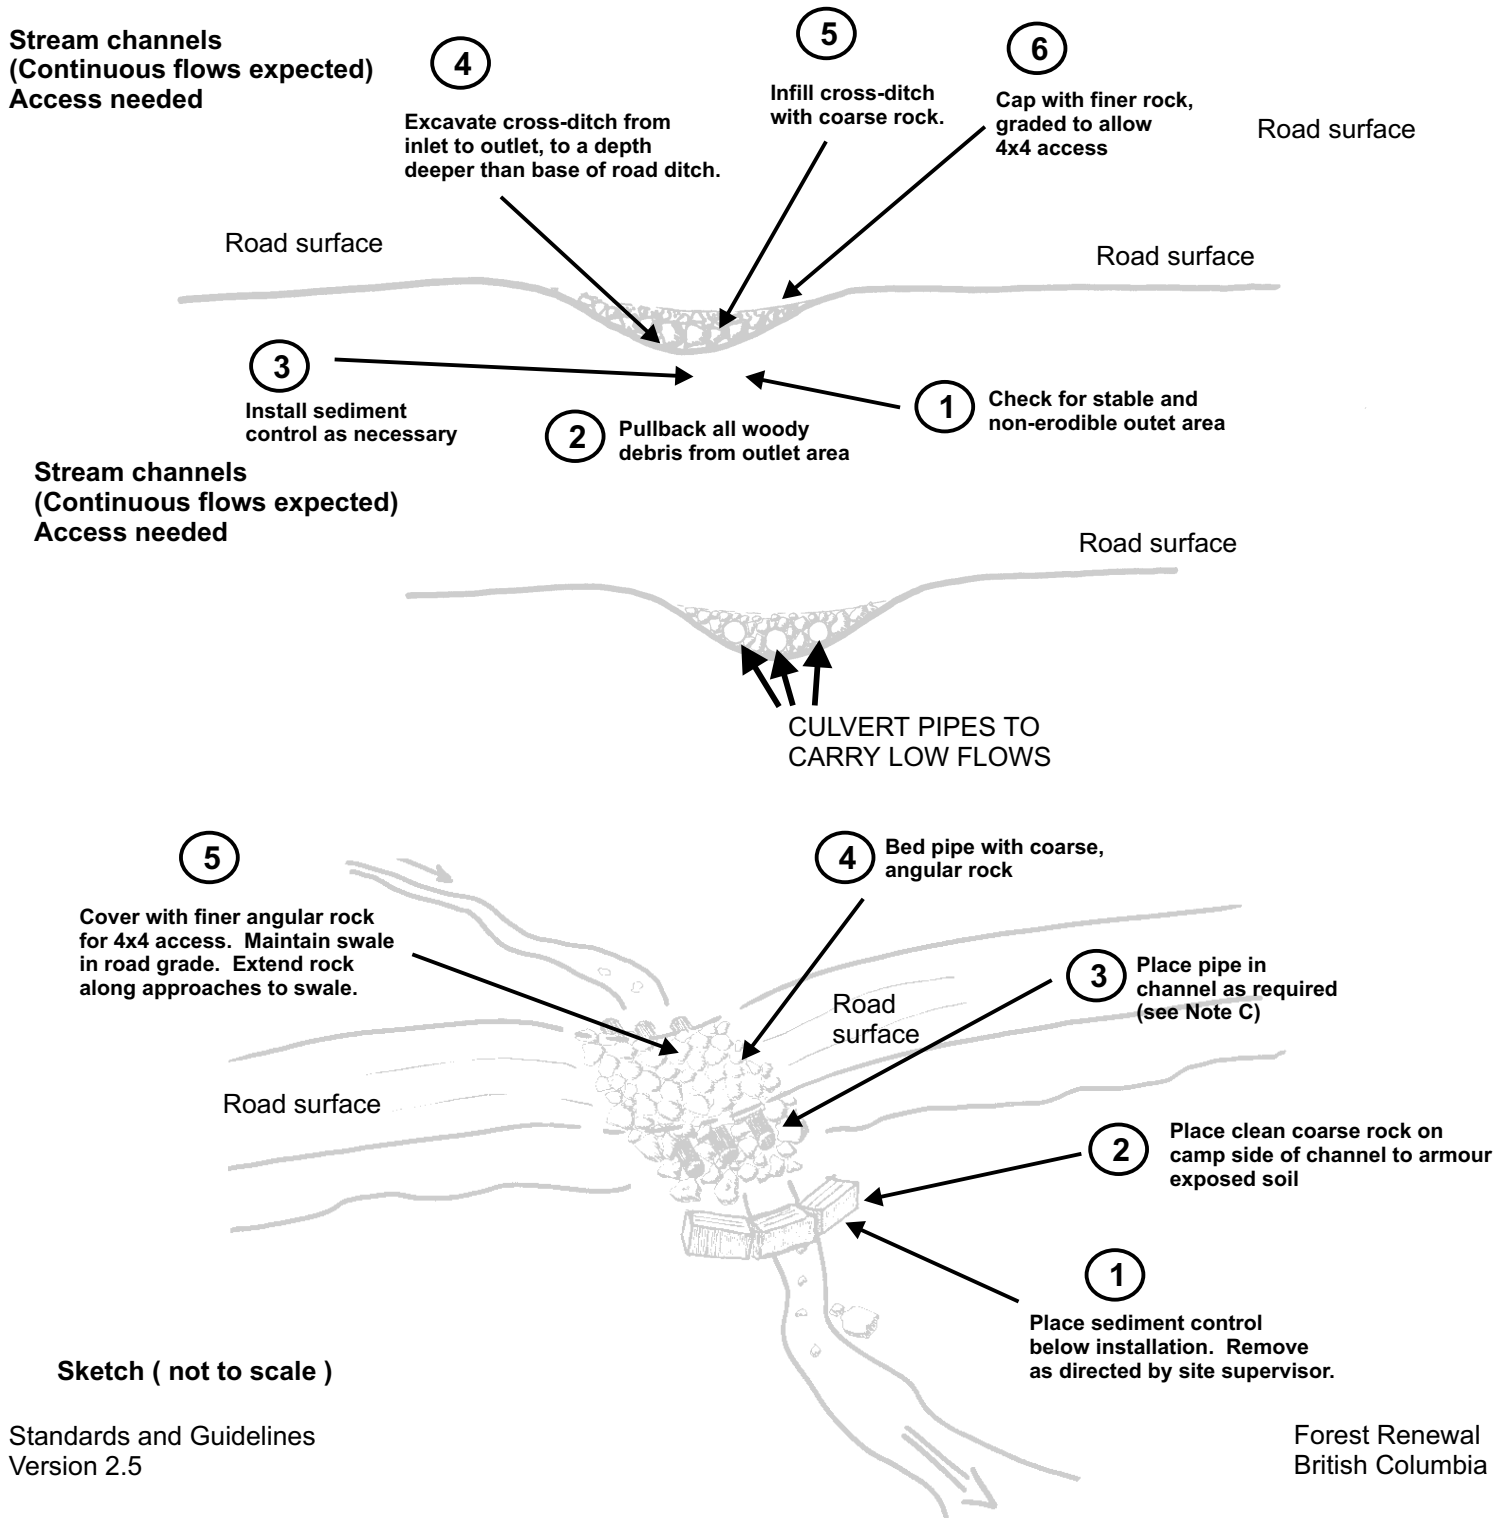 Stream channels
(Continuous flows expected)
Access needed
4
Excavate cross-ditch from
inlet to outlet, to a depth
deeper than base of road ditch.
5
Infill cross-ditch
with coarse rock.
6
Cap with finer rock,
graded to allow
4x4 access
Road surface
Road surface
Road surface
3
Install sediment
control as necessary
2
Pullback all woody
debris from outlet area
1
Check for stable and
non-erodible outet area
Stream channels
(Continuous flows expected)
Access needed
Road surface
CULVERT PIPES TO
CARRY LOW FLOWS
5
Cover with finer angular rock
for 4x4 access. Maintain swale
in road grade. Extend rock
along approaches to swale.
4
Bed pipe with coarse,
angular rock
3
Place pipe in
channel as required
(see Note C)
Road
surface
Road surface
2
Place clean coarse rock on
camp side of channel to armour
exposed soil
1
Place sediment control
below installation. Remove
as directed by site supervisor.
Sketch ( not to scale )
Standards and Guidelines
Version 2.5
Forest Renewal
British Columbia